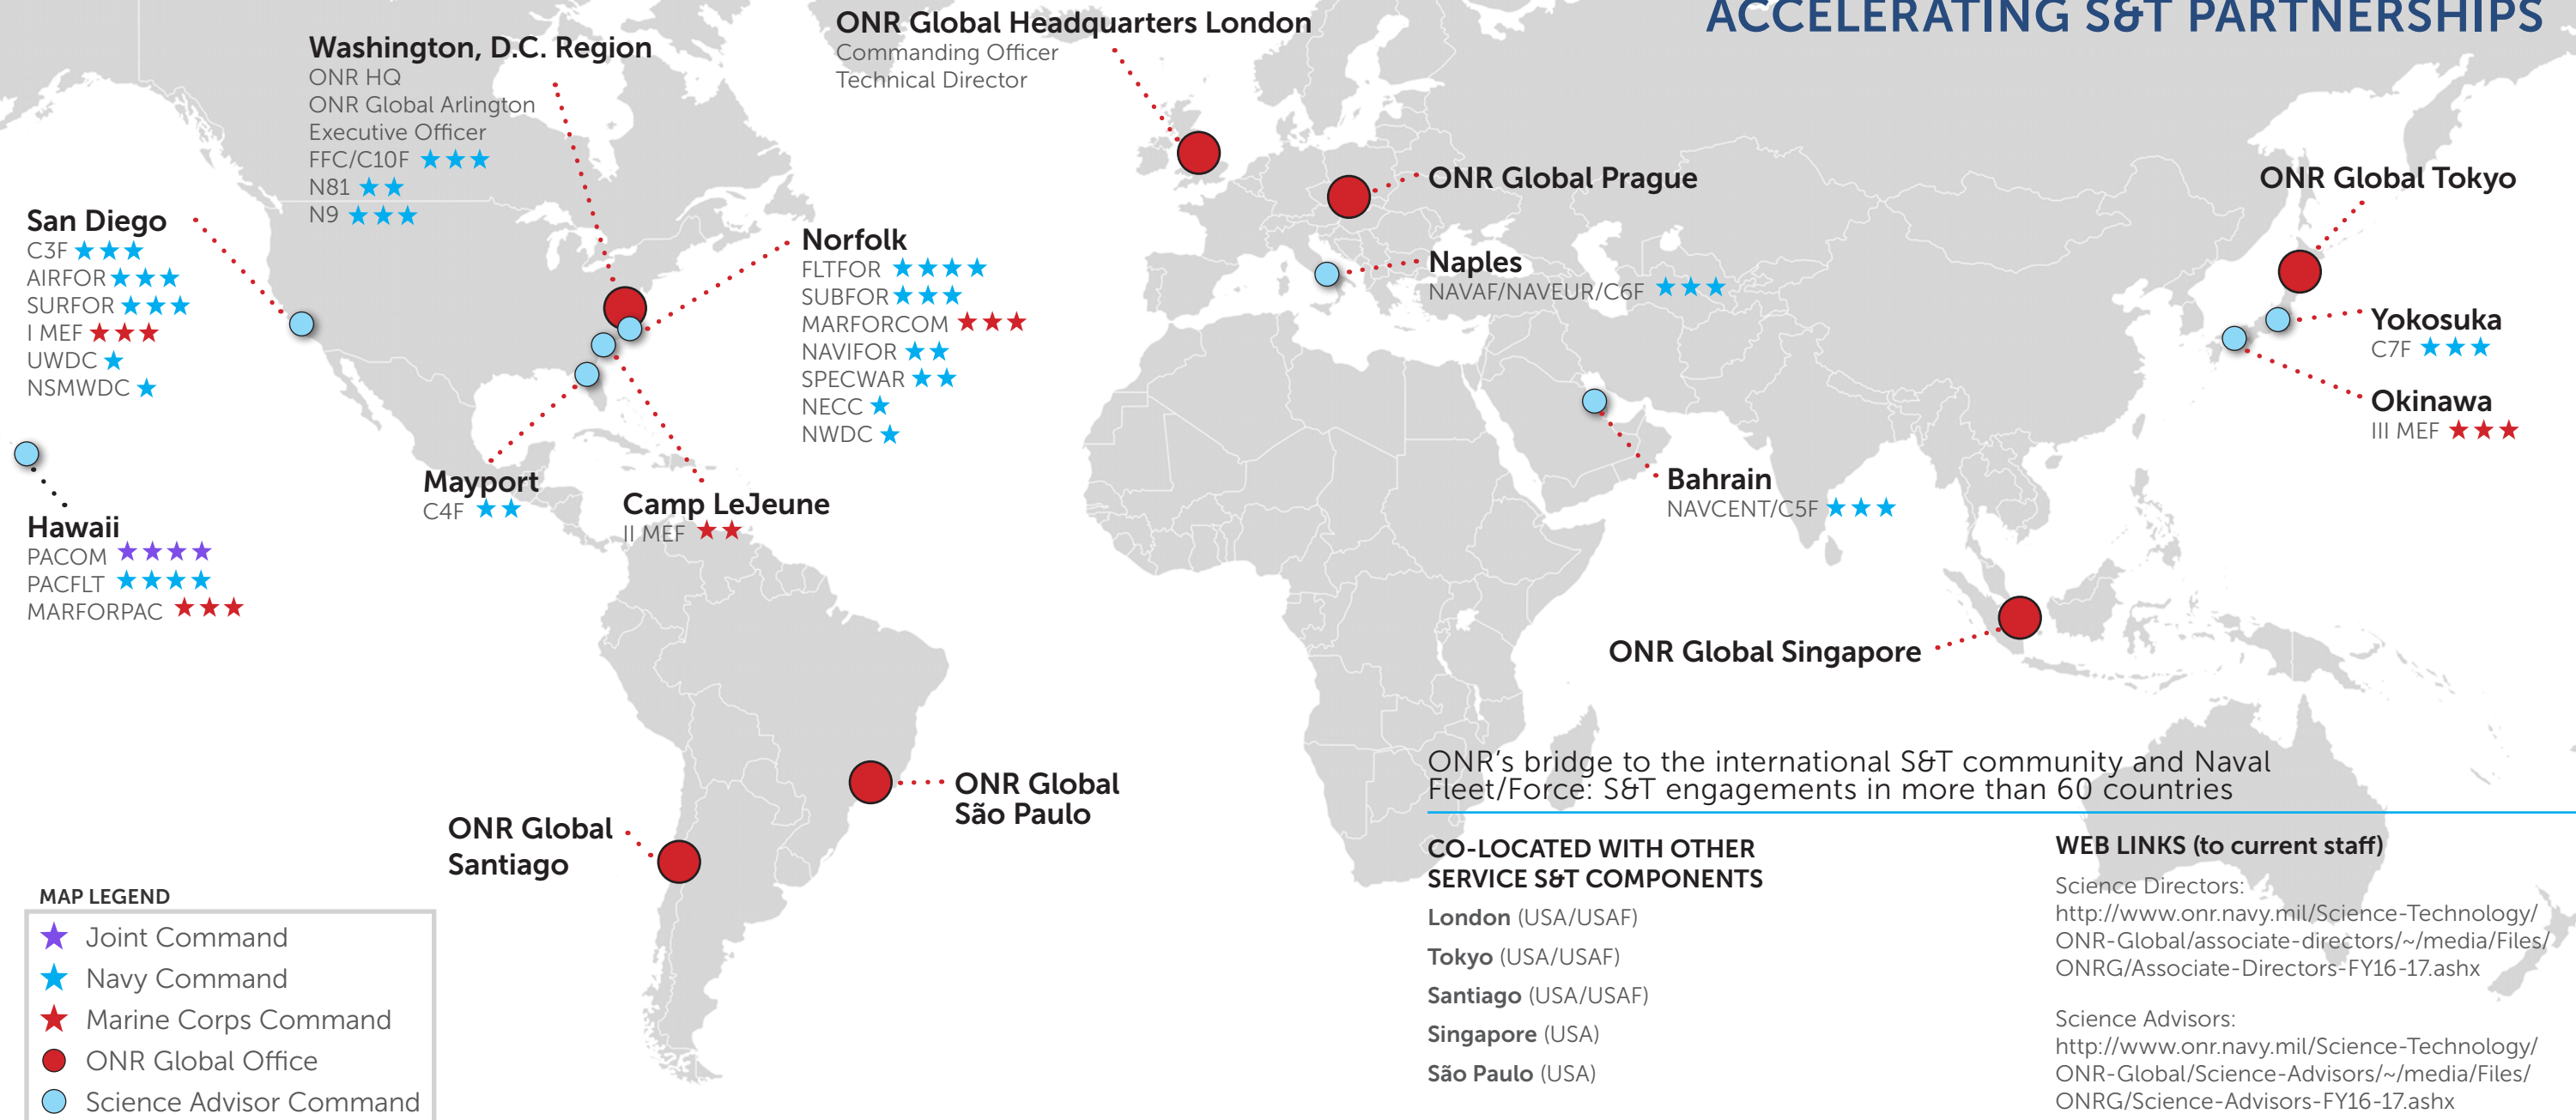 ACCELERATING S&T PARTNERSHIPS
ONR Global Headquarters London
Commanding Officer
Technical Director
Washington, D.C. Region
ONR HQ
ONR Global Arlington
Executive Officer
FFC/C10F ★★★
N81 ★★
N9 ★★★
San Diego
C3F ★★★
AIRFOR ★★★
SURFOR ★★★
I MEF ★★★
UWDC ★
NSMWDC ★
Norfolk
FLTFOR ★★★★
SUBFOR ★★★
MARFORCOM ★★★
NAVIFOR ★★
SPECWAR ★★
NECC ★
NWDC ★
ONR Global Prague
Naples
NAVAF/NAVEUR/C6F ★★★
ONR Global Tokyo
Yokosuka
C7F ★★★
Okinawa
III MEF ★★★
Bahrain
NAVCENT/C5F ★★★
Mayport
C4F ★★
Camp LeJeune
II MEF ★★
Hawaii
PACOM ★★★★
PACFLT ★★★★
MARFORPAC ★★★
ONR Global Singapore
ONR Global
São Paulo
ONR Global
Santiago
MAP LEGEND
★ Joint Command
★ Navy Command
★ Marine Corps Command
ONR Global Office
Science Advisor Command
ONR's bridge to the international S&T community and Naval
Fleet/Force: S&T engagements in more than 60 countries
CO-LOCATED WITH OTHER
SERVICE S&T COMPONENTS
London (USA/USAF)
Tokyo (USA/USAF)
Santiago (USA/USAF)
Singapore (USA)
São Paulo (USA)
WEB LINKS (to current staff)
Science Directors:
http://www.onr.navy.mil/Science-Technology/
ONR-Global/associate-directors/~/media/Files/
ONRG/Associate-Directors-FY16-17.ashx
Science Advisors:
http://www.onr.navy.mil/Science-Technology/
ONR-Global/Science-Advisors/~/media/Files/
ONRG/Science-Advisors-FY16-17.ashx